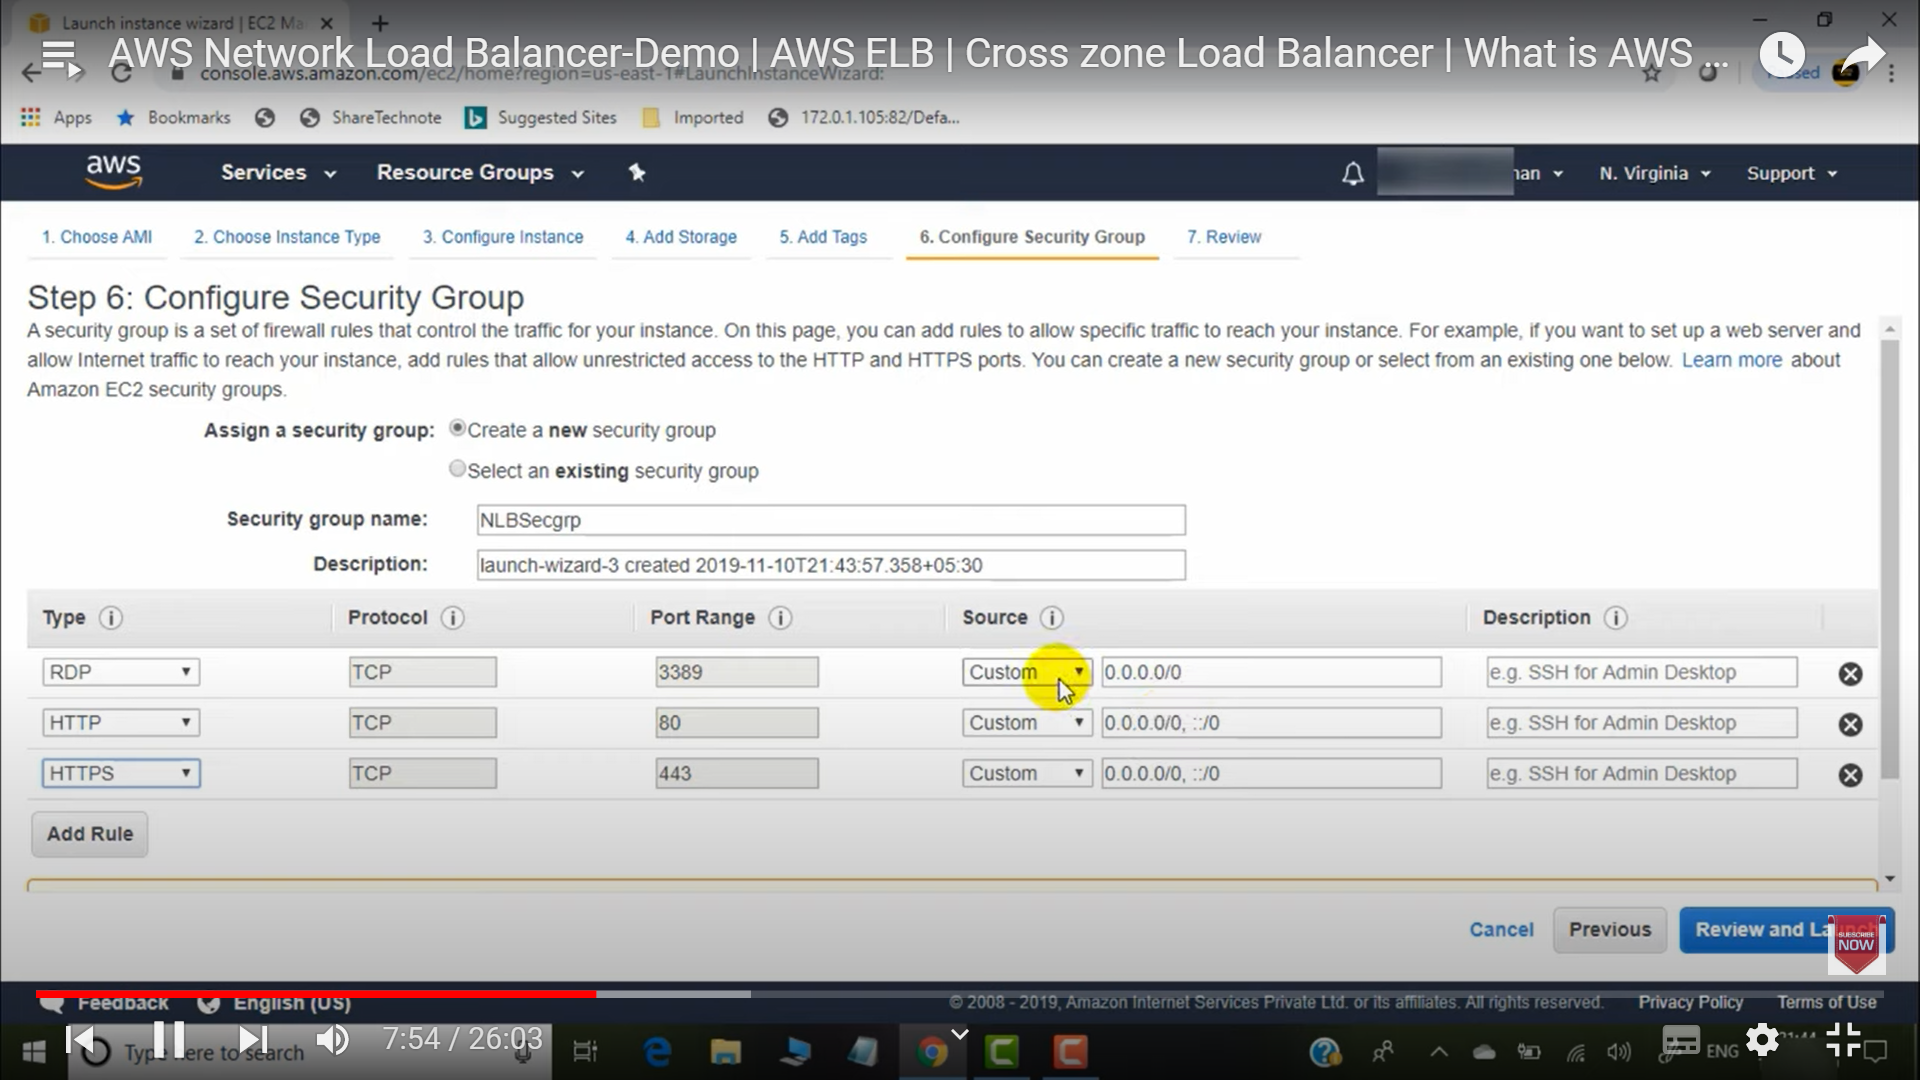 Launch instance wizard | EC2 Ma
AWS Network Load Balancer-Demo | AWS ELB | Cross zone Load Balancer | What is AWS ...
console.aws.amazon.com/ec2/home?region=us-east-1#LaunchInstanceWizard:
Paused
Apps Bookmarks ShareTechnote Suggested Sites Imported 172.0.1.105:82/Defa...
aws Services Resource Groups nan N. Virginia Support
1. Choose AMI 2. Choose Instance Type 3. Configure Instance 4. Add Storage 5. Add Tags 6. Configure Security Group 7. Review
Step 6: Configure Security Group
A security group is a set of firewall rules that control the traffic for your instance. On this page, you can add rules to allow specific traffic to reach your instance. For example, if you want to set up a web server and
allow Internet traffic to reach your instance, add rules that allow unrestricted access to the HTTP and HTTPS ports. You can create a new security group or select from an existing one below. Learn more about
Amazon EC2 security groups.
Assign a security group: Create a new security group
Select an existing security group
Security group name: NLBSecgrp
Description: launch-wizard-3 created 2019-11-10T21:43:57.358+05:30
Type Protocol Port Range Source Description
RDP TCP 3389 Custom 0.0.0.0/0 e.g. SSH for Admin Desktop
HTTP TCP 80 Custom 0.0.0.0/0, ::/0 e.g. SSH for Admin Desktop
HTTPS TCP 443 Custom 0.0.0.0/0, ::/0 e.g. SSH for Admin Desktop
Add Rule
Cancel Previous Review and La
SUBSCRIBE
NOW
Feedback English (US) © 2008 - 2019, Amazon Internet Services Private Ltd. or its affiliates. All rights reserved. Privacy Policy Terms of Use
7:54 / 26:03
Type here to search
ENG